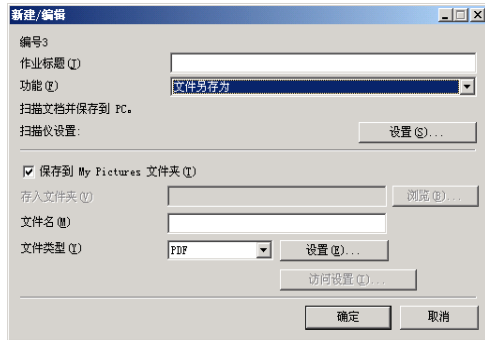 新建/编辑
编号3
作业标题(J)
功能(F) 文件另存为
扫描文档并保存到 PC。
扫描仪设置: 设置(S)...
保存到 My Pictures 文件夹(T)
存入文件夹(V) 浏览(B)...
文件名(M)
文件类型(Y) PDF 设置(E)...
访问设置(I)...
确定 取消